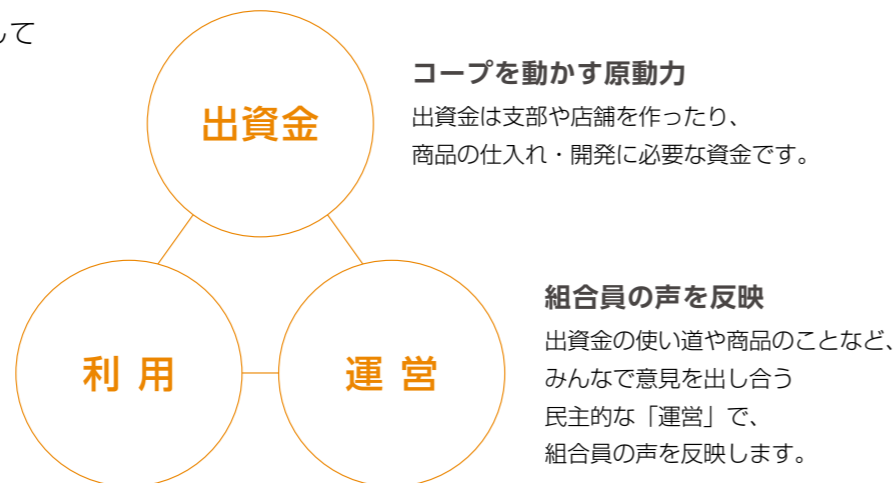 して
出資金
コープを動かす原動力
出資金は支部や店舗を作ったり、
商品の仕入れ・開発に必要な資金です。
利用
運営
組合員の声を反映
出資金の使い道や商品のことなど、
みんなで意見を出し合う
民主的な「運営」で、
組合員の声を反映します。